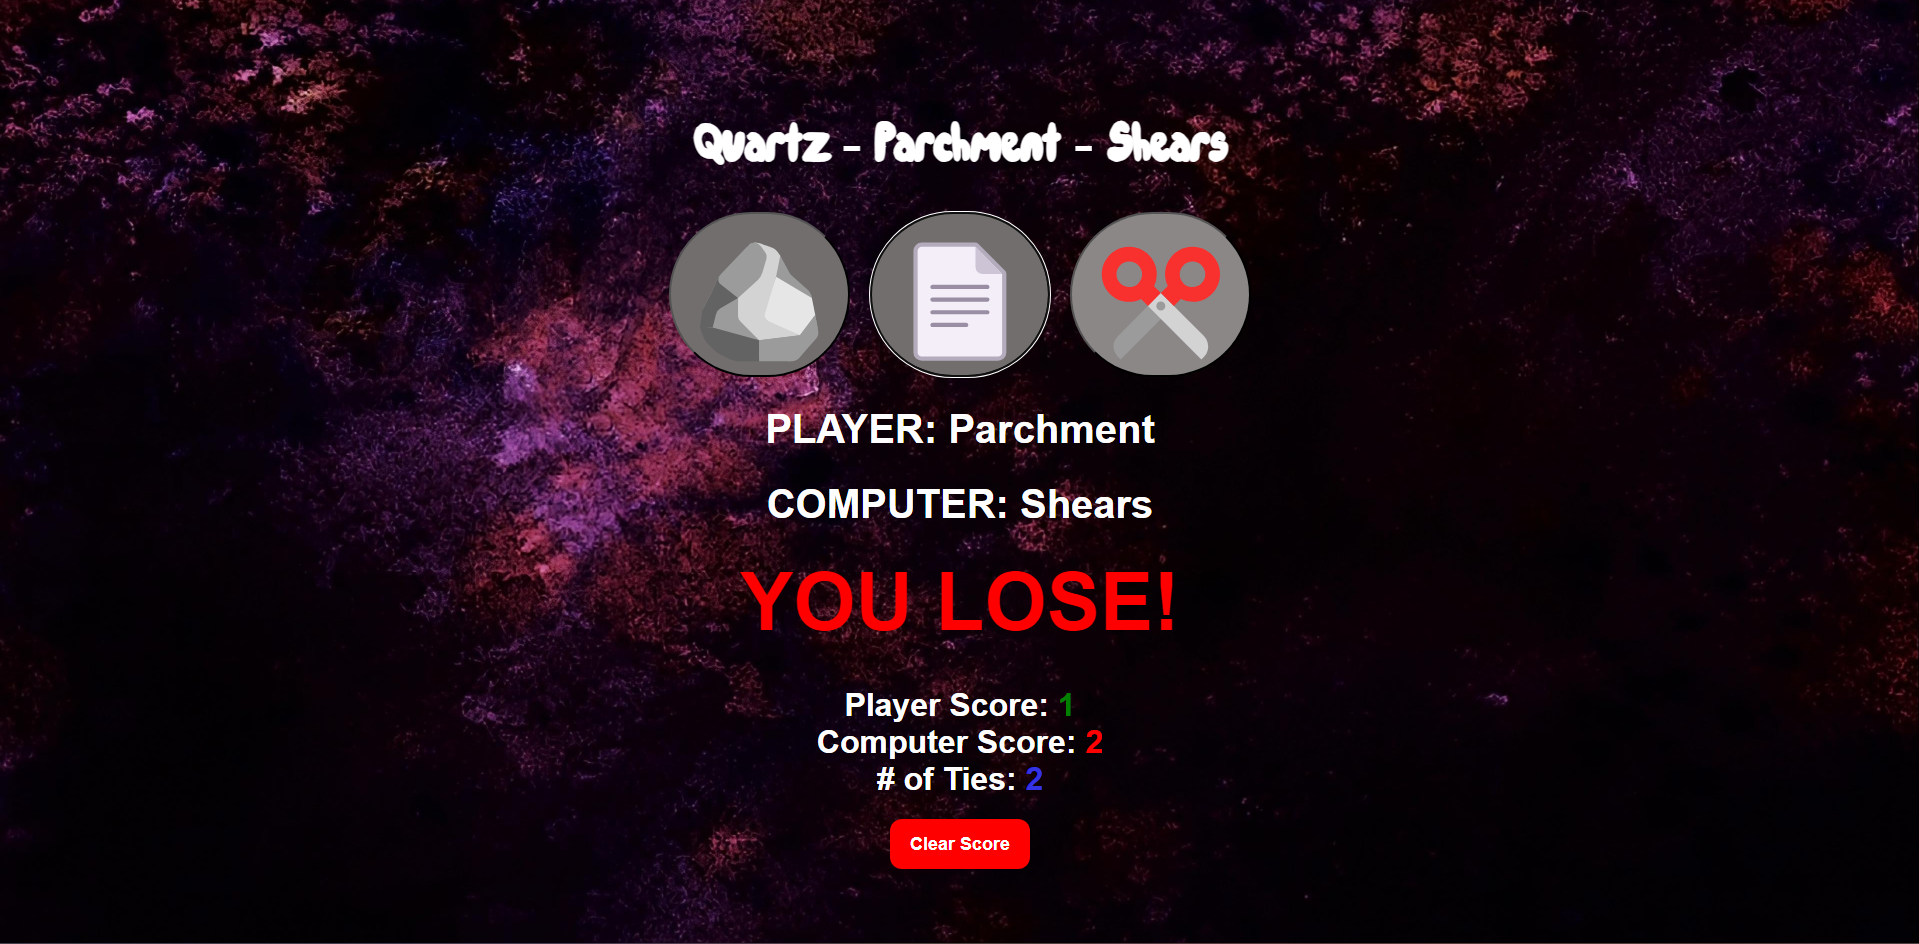 Quartz - Parchment - Shears
PLAYER: Parchment
COMPUTER: Shears
YOU LOSE!
Player Score: 1
Computer Score: 2
# of Ties: 2
Clear Score